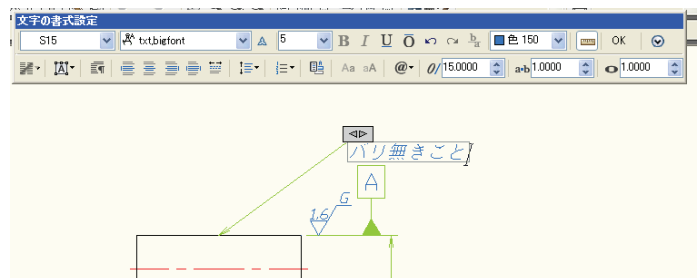 文字の書式設定
S15 txt,bigfont 5 B I U O b/a 色 150 OK
Aa aA @ 0/ 15.0000 a·b 1.0000 1.0000
バリ無きこと
A
G
1.6